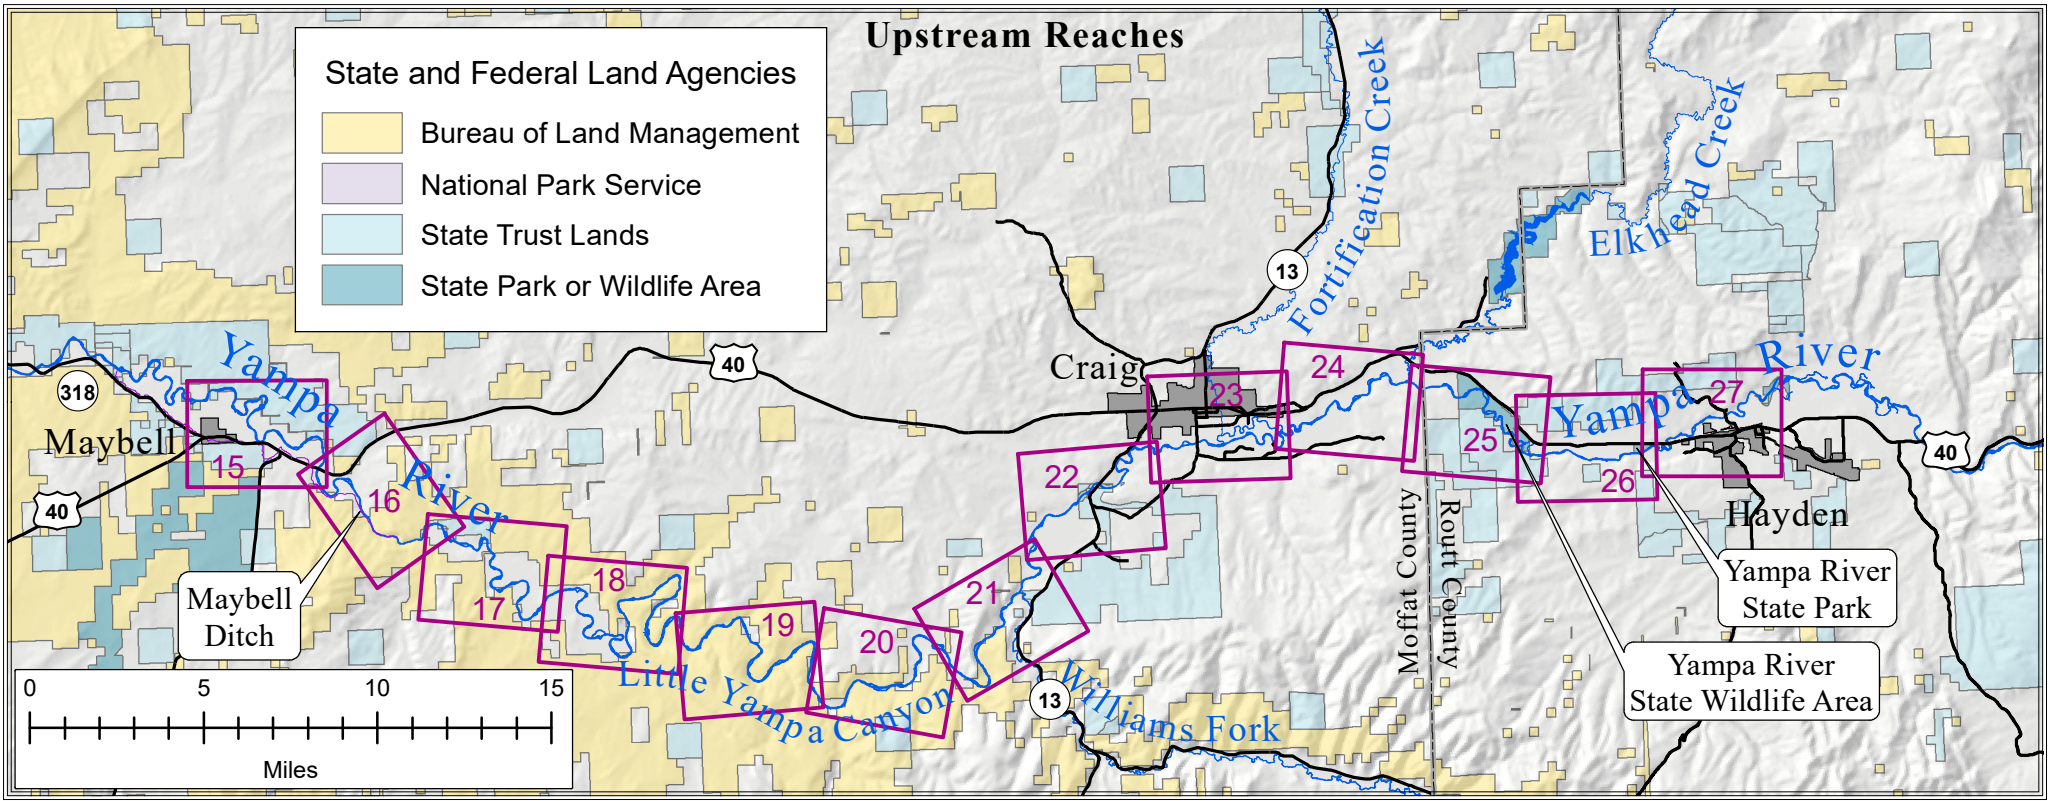 Upstream Reaches
State and Federal Land Agencies
Bureau of Land Management
National Park Service
State Trust Lands
State Park or Wildlife Area
Fortification Creek
Elkhead Creek
13
Yampa
River
40
Craig
318
Maybell
15
16
River
40
17
18
19
20
21
22
23
24
25
26
27
Yampa
River
40
Hayden
Maybell
Ditch
Little Yampa Canyon
13
Williams Fork
Moffat County
Routt County
Yampa River
State Park
Yampa River
State Wildlife Area
0 5 10 15
Miles